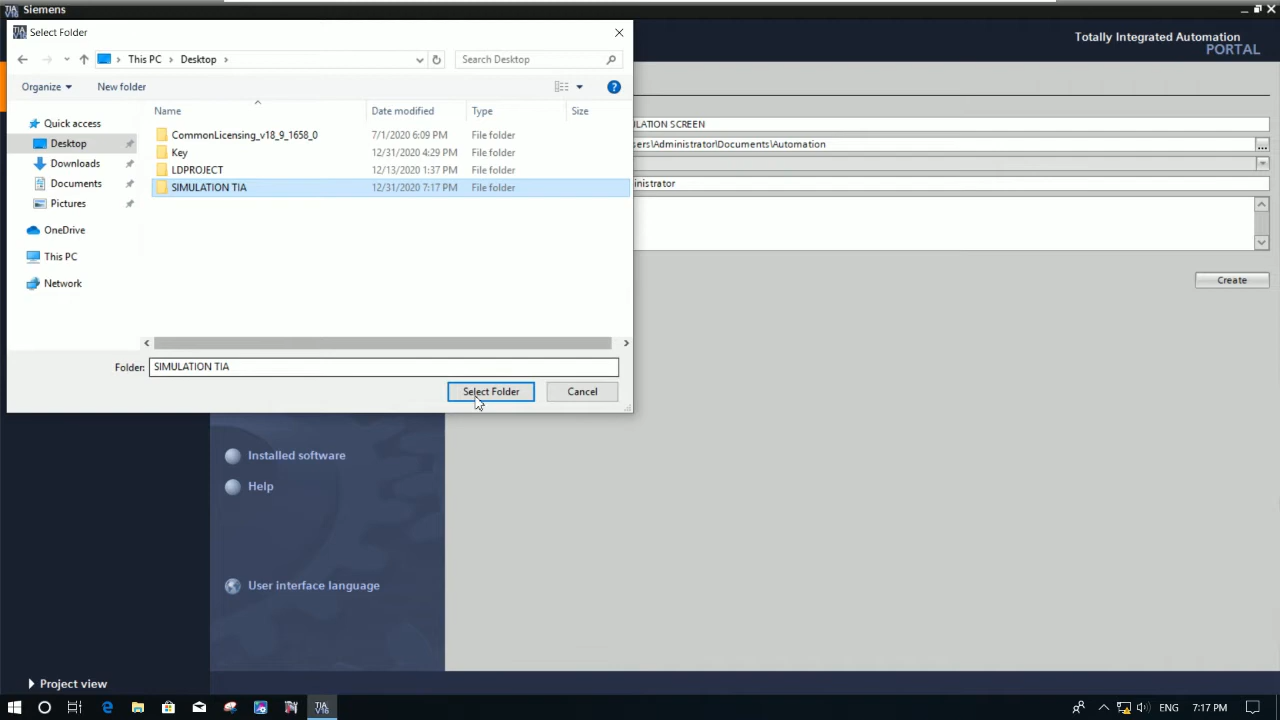 Siemens
Select Folder
Totally Integrated Automation
PORTAL
This PC
Desktop
Search Desktop
Organize
New folder
Name
Date modified
Type
Size
Quick access
Desktop
Downloads
Documents
Pictures
OneDrive
This PC
Network
CommonLicensing_v18_9_1658_0 7/1/2020 6:09 PM File folder
Key 12/31/2020 4:29 PM File folder
LDPROJECT 12/13/2020 1:37 PM File folder
SIMULATION TIA 12/31/2020 7:17 PM File folder
ULATION SCREEN
sers\Administrator\Documents\Automation
ninistrator
Create
Folder: SIMULATION TIA
Select Folder
Cancel
Installed software
Help
User interface language
Project view
ENG
7:17 PM